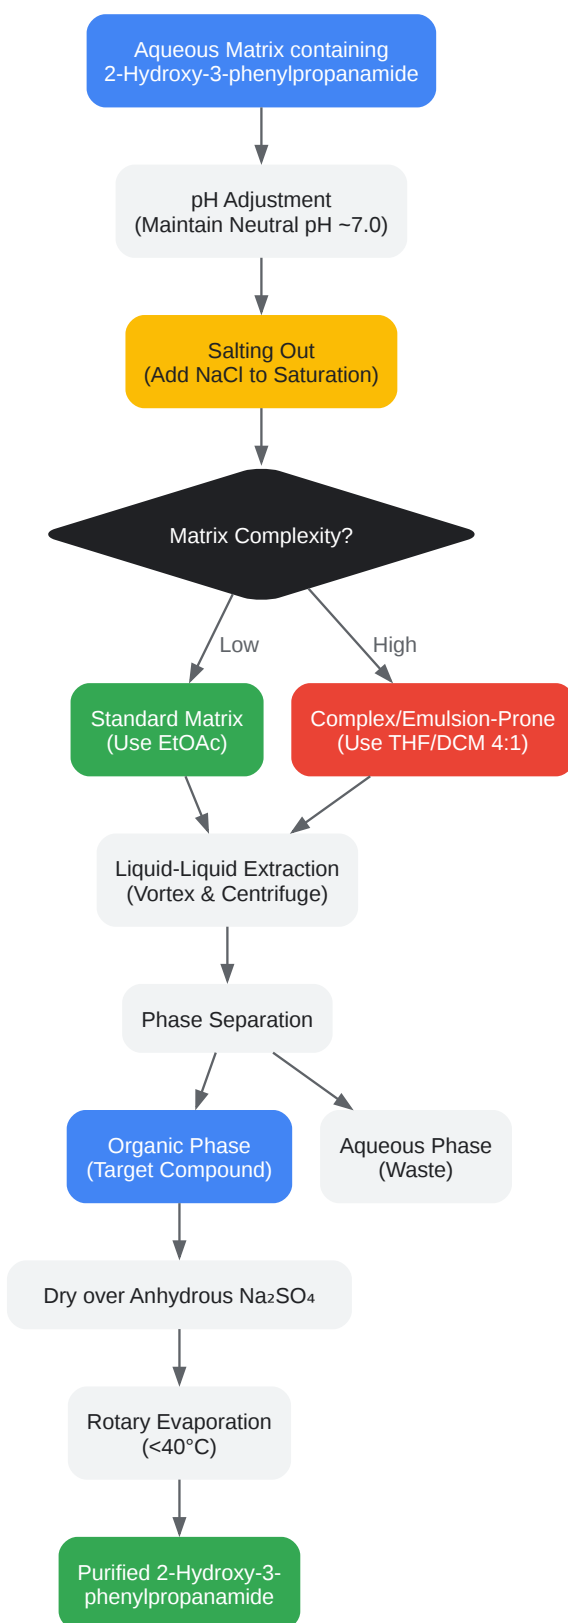 Aqueous Matrix containing
2-Hydroxy-3-phenylpropanamide
pH Adjustment
(Maintain Neutral pH ~7.0)
Salting Out
(Add NaCl to Saturation)
Matrix Complexity?
Low
High
Standard Matrix
(Use EtOAc)
Complex/Emulsion-Prone
(Use THF/DCM 4:1)
Liquid-Liquid Extraction
(Vortex & Centrifuge)
Phase Separation
Organic Phase
(Target Compound)
Aqueous Phase
(Waste)
Dry over Anhydrous Na₂SO₄
Rotary Evaporation
(<40°C)
Purified 2-Hydroxy-3-
phenylpropanamide